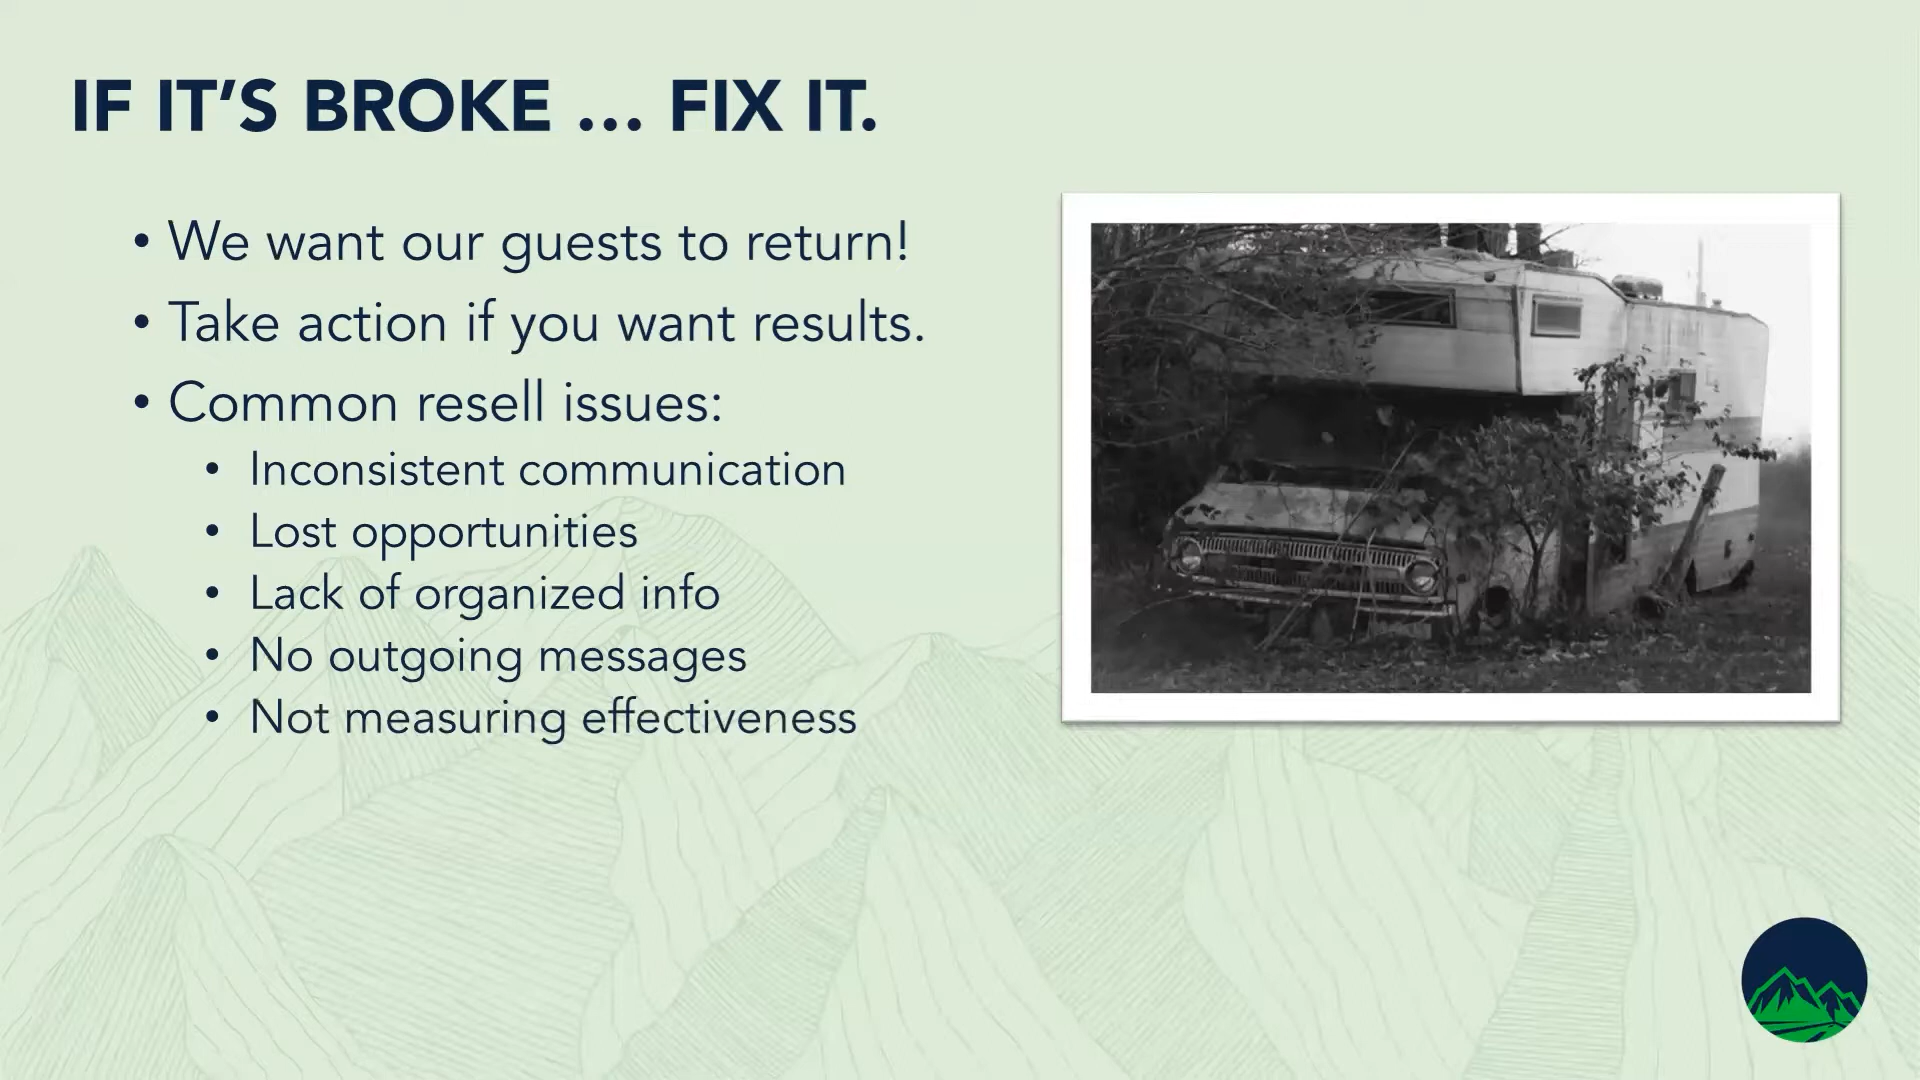 IF IT’S BROKE … FIX IT.
• We want our guests to return!
• Take action if you want results.
• Common resell issues:
• Inconsistent communication
• Lost opportunities
• Lack of organized info
• No outgoing messages
• Not measuring effectiveness